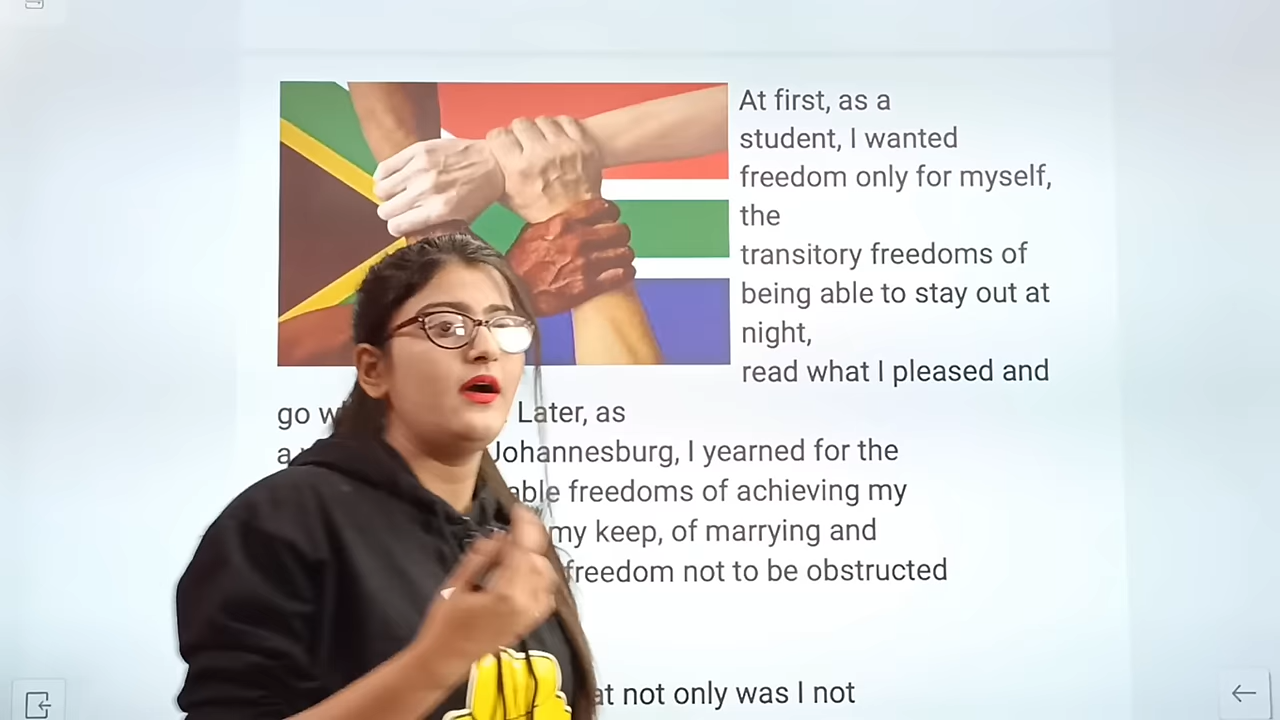 At first, as a
student, I wanted
freedom only for myself,
the
transitory freedoms of
being able to stay out at
night,
read what I pleased and
go Later, as
a Johannesburg, I yearned for the
freedoms of achieving my
my keep, of marrying and
freedom not to be obstructed
not only was I not